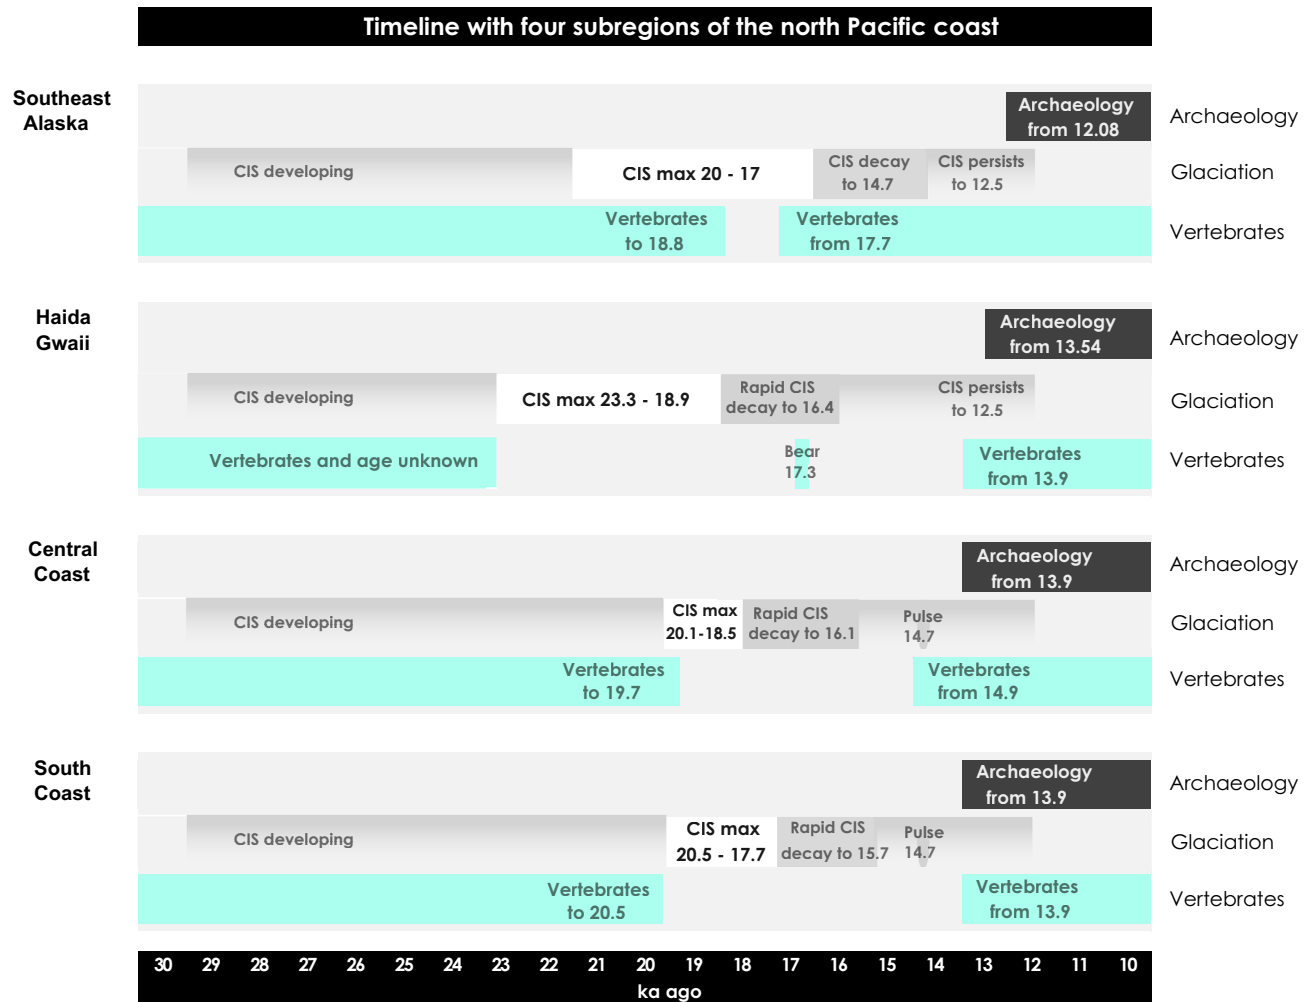 Timeline with four subregions of the north Pacific coast
Southeast
Alaska
Archaeology
from 12.08
Archaeology
CIS developing
CIS max 20 - 17
CIS decay
to 14.7
CIS persists
to 12.5
Glaciation
Vertebrates
to 18.8
Vertebrates
from 17.7
Vertebrates
Haida
Gwaii
Archaeology
from 13.54
Archaeology
CIS developing
CIS max 23.3 - 18.9
Rapid CIS
decay to 16.4
CIS persists
to 12.5
Glaciation
Vertebrates and age unknown
Bear
17.3
Vertebrates
from 13.9
Vertebrates
Central
Coast
Archaeology
from 13.9
Archaeology
CIS developing
CIS max
20.1-18.5
Rapid CIS
decay to 16.1
Pulse
14.7
Glaciation
Vertebrates
to 19.7
Vertebrates
from 14.9
Vertebrates
South
Coast
Archaeology
from 13.9
Archaeology
CIS developing
CIS max
20.5 - 17.7
Rapid CIS
decay to 15.7
Pulse
14.7
Glaciation
Vertebrates
to 20.5
Vertebrates
from 13.9
Vertebrates
30 29 28 27 26 25 24 23 22 21 20 19 18 17 16 15 14 13 12 11 10
ka ago